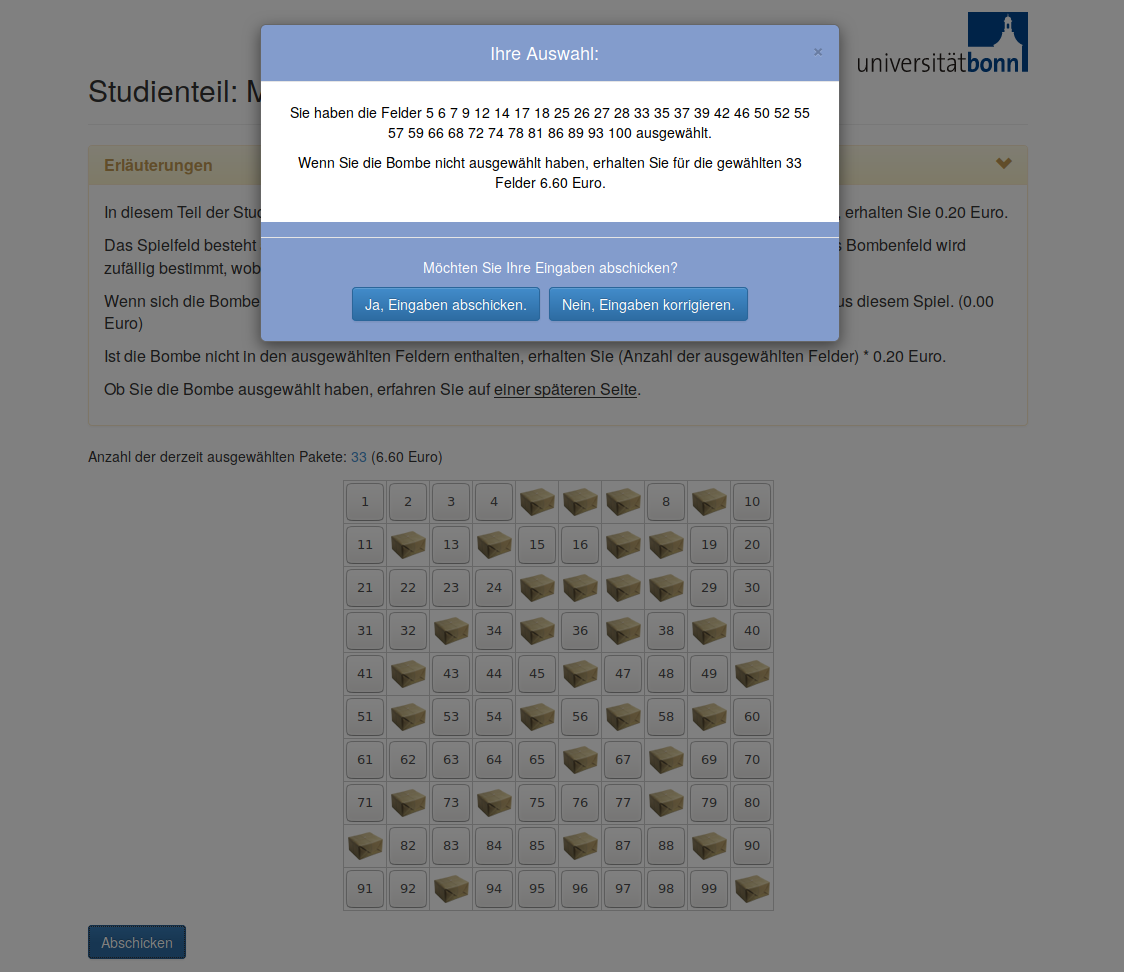 Ihre Auswahl:
×
universitätbonn
Studienteil: M
Sie haben die Felder 5 6 7 9 12 14 17 18 25 26 27 28 33 35 37 39 42 46 50 52 55
57 59 66 68 72 74 78 81 86 89 93 100 ausgewählt.
Wenn Sie die Bombe nicht ausgewählt haben, erhalten Sie für die gewählten 33
Felder 6.60 Euro.
Möchten Sie Ihre Eingaben abschicken?
Ja, Eingaben abschicken. Nein, Eingaben korrigieren.
Erläuterungen
In diesem Teil der Stud , erhalten Sie 0.20 Euro.
Das Spielfeld besteht s Bombenfeld wird
zufällig bestimmt, wob
Wenn sich die Bombe us diesem Spiel. (0.00
Euro)
Ist die Bombe nicht in den ausgewählten Feldern enthalten, erhalten Sie (Anzahl der ausgewählten Felder) * 0.20 Euro.
Ob Sie die Bombe ausgewählt haben, erfahren Sie auf einer späteren Seite.
Anzahl der derzeit ausgewählten Pakete: 33 (6.60 Euro)
1 2 3 4 8 10
11 13 15 16 19 20
21 22 23 24 29 30
31 32 34 36 38 40
41 43 44 45 47 48 49
51 53 54 56 58 60
61 62 63 64 65 67 69 70
71 73 75 76 77 79 80
82 83 84 85 87 88 90
91 92 94 95 96 97 98 99
Abschicken